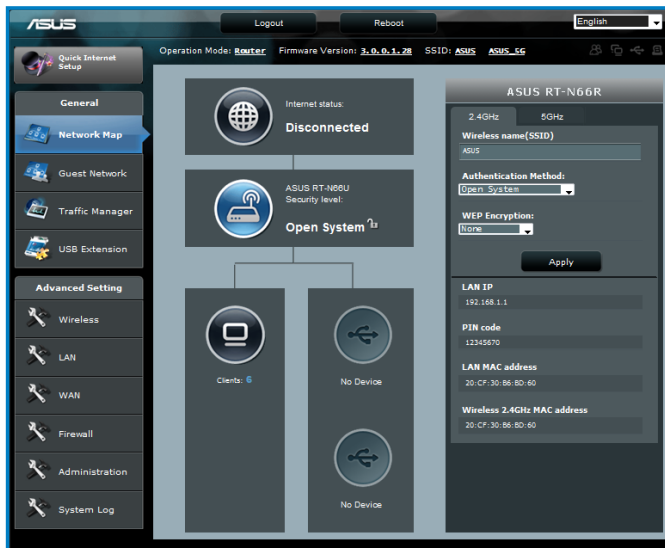 ASUS
Logout
Reboot
English
Quick Internet
Setup
Operation Mode: Router Firmware Version: 3.0.0.1.28 SSID: ASUS ASUS_5G
General
Network Map
Guest Network
Traffic Manager
USB Extension
Advanced Setting
Wireless
LAN
WAN
Firewall
Administration
System Log
Internet status:
Disconnected
ASUS RT-N66U
Security level:
Open System
Clients: 6
No Device
No Device
ASUS RT-N66R
2.4GHz
5GHz
Wireless name(SSID)
ASUS
Authentication Method:
Open System
WEP Encryption:
None
Apply
LAN IP
192.168.1.1
PIN code
12345670
LAN MAC address
20:CF:30:B6:BD:60
Wireless 2.4GHz MAC address
20:CF:30:B6:BD:60